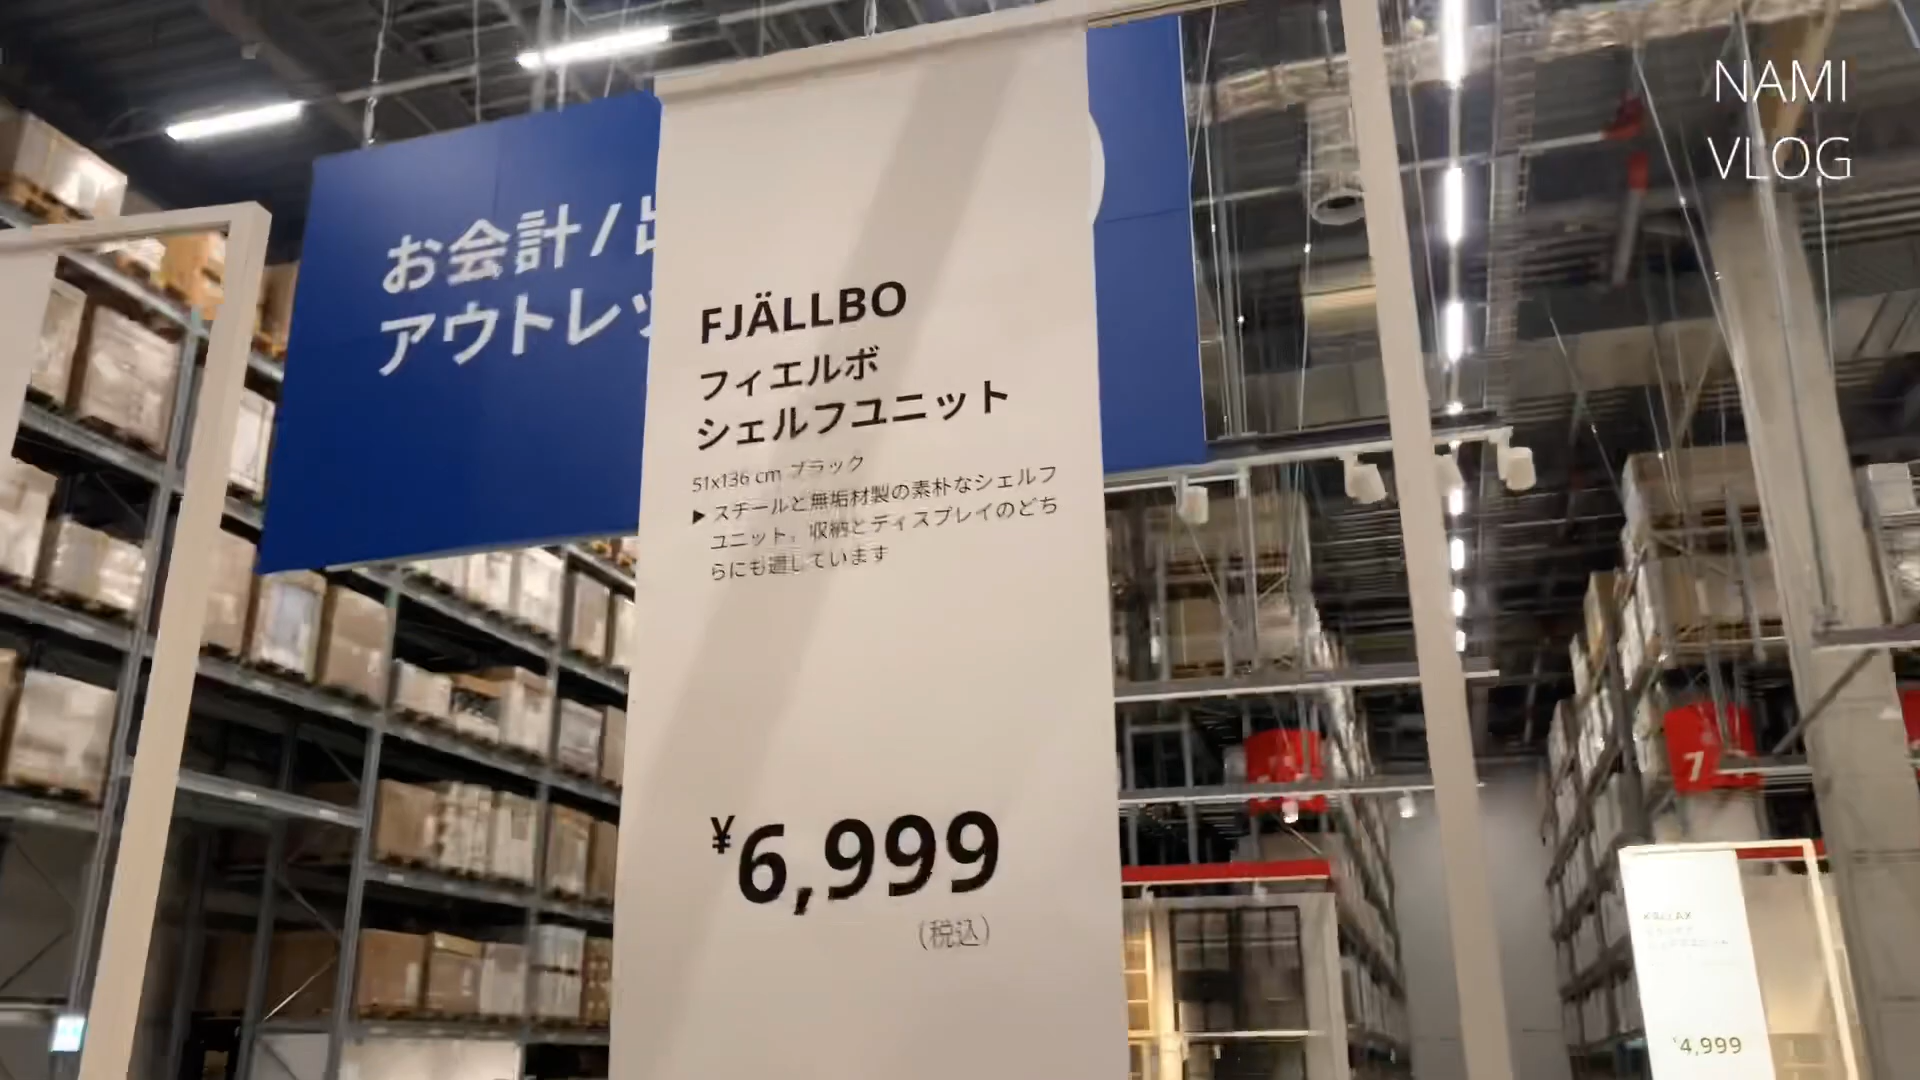 NAMI
VLOG
お会計/
アウトレッ
FJÄLLBO
フィエルボ
シェルフユニット
51x136 cm ブラック
▶ スチールと無垢材製の素朴なシェルフ
ユニット。収納とディスプレイのどち
らにも適しています
¥6,999
(税込)
7
KALLAX
¥4,999